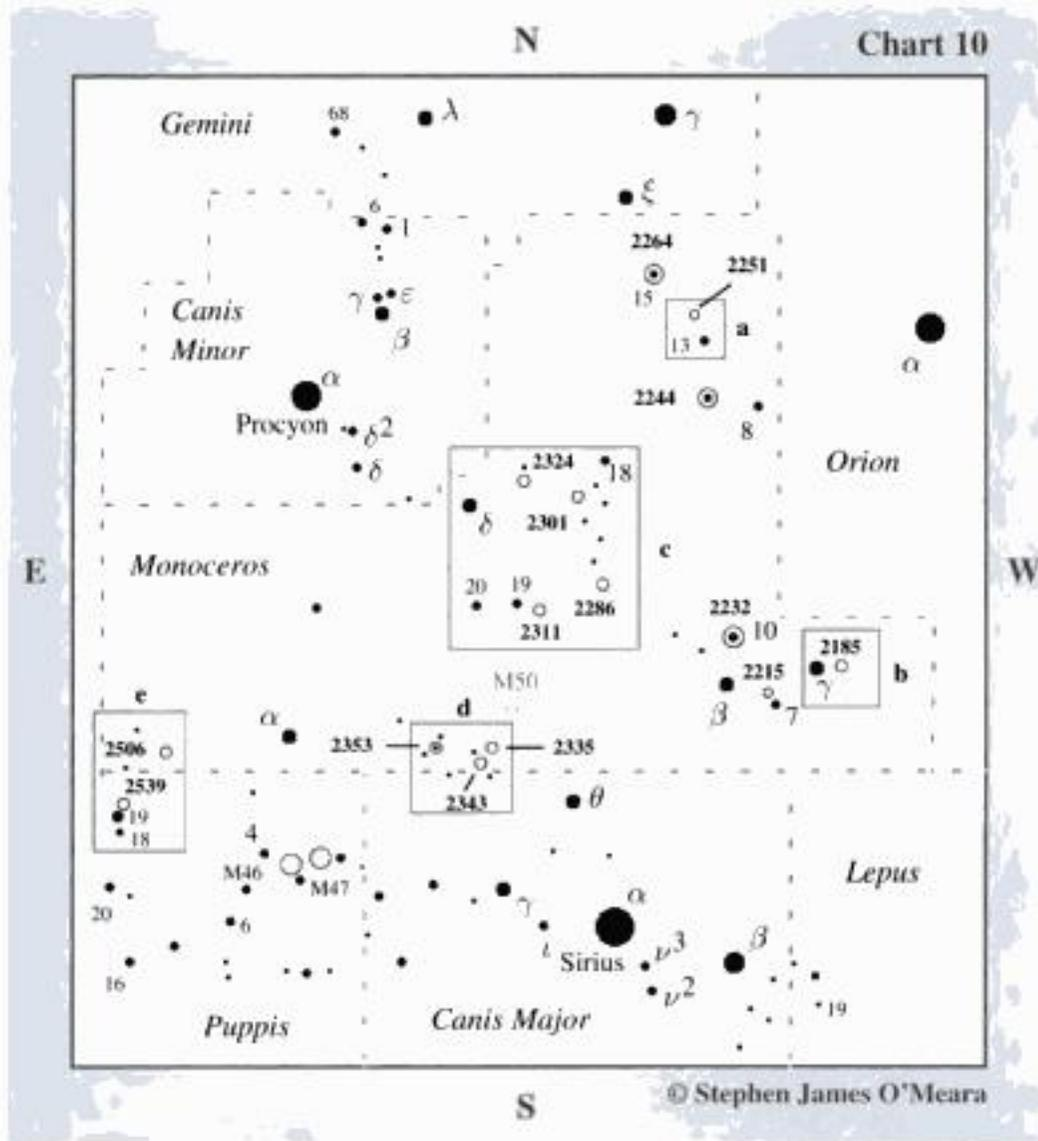 N
Chart 10
Gemini
68
λ
γ
ξ
6
1
2264
2251
15
γ
ε
Canis
Minor
β
a
13
α
α
Procyon
δ2
2244
8
δ
Orion
2324
18
δ
2301
c
E
W
Monoceros
20
19
2286
2311
2232
10
2185
2215
γ
b
M50
β
7
e
d
α
2353
2335
2506
2539
2343
19
θ
18
4
M46
M47
Lepus
20
γ
α
6
ι
Sirius
ν3
β
16
ν2
19
Puppis
Canis Major
© Stephen James O'Meara
S